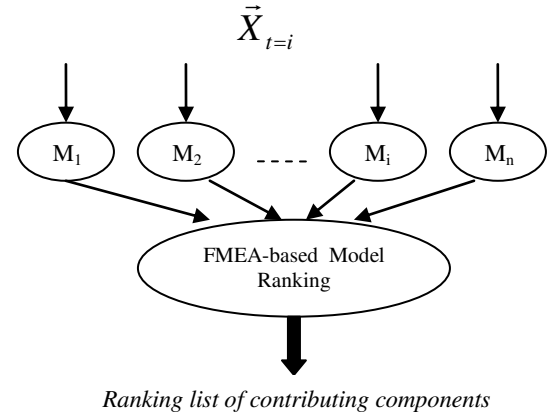 X⃗ t=i
M₁ M₂ ---- Mᵢ Mₙ
FMEA-based Model
Ranking
Ranking list of contributing components